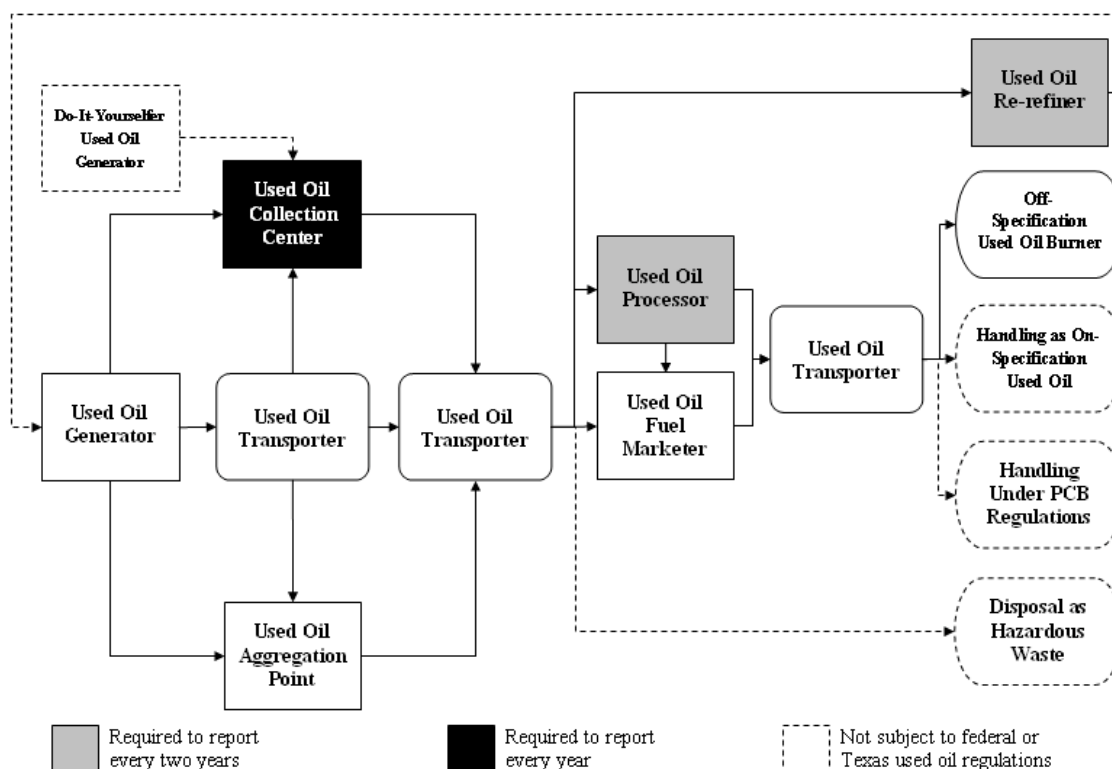 Used Oil
Re-refiner
Do-It-Yourselfer
Used Oil
Generator
Used Oil
Collection
Center
Off-
Specification
Used Oil Burner
Used Oil
Processor
Used Oil
Transporter
Handling as On-
Specification
Used Oil
Used Oil
Generator
Used Oil
Transporter
Used Oil
Transporter
Used Oil
Fuel
Marketer
Handling
Under PCB
Regulations
Used Oil
Aggregation
Point
Disposal as
Hazardous
Waste
Required to report
every two years
Required to report
every year
Not subject to federal or
Texas used oil regulations